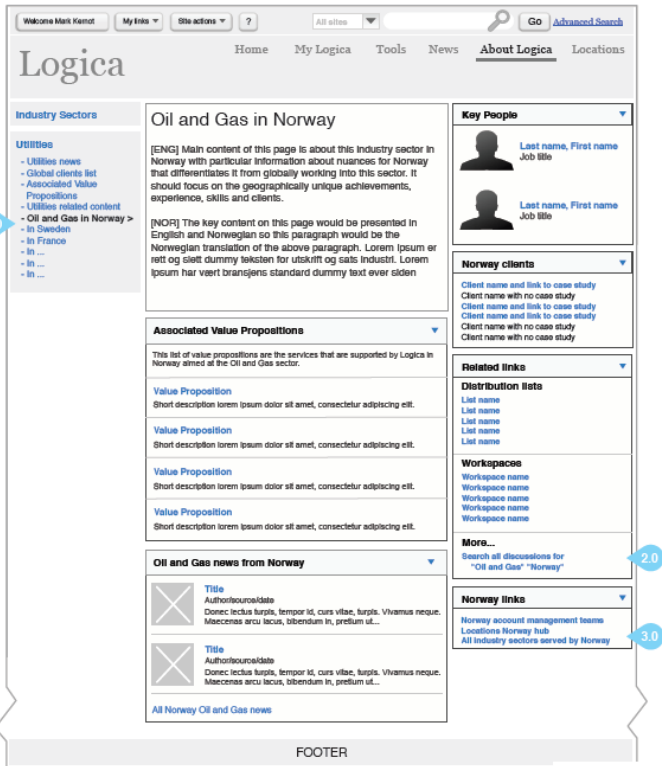 Welcome Mark Kemot
My links
Site actions
?
All sites
Go
Advanced Search
Logica
Home
My Logica
Tools
News
About Logica
Locations
Industry Sectors
Utilities
- Utilities news
- Global clients list
- Associated Value
Propositions
- Utilities related content
- Oil and Gas in Norway >
- In Sweden
- In France
- In ...
- In ...
- In ...
Oil and Gas in Norway
[ENG] Main content of this page is about this industry sector in
Norway with particular information about nuances for Norway
that differentiates it from globally working into this sector. It
should focus on the geographically unique achievements,
experience, skills and clients.
[NOR] The key content on this page would be presented in
English and Norwegian so this paragraph would be the
Norwegian translation of the above paragraph. Lorem Ipsum er
rett og slett dummy teksten for utskrift og sats industri. Lorem
Ipsum har vært bransjens standard dummy text ever siden
Associated Value Propositions
This list of value propositions are the services that are supported by Logica in
Norway aimed at the Oil and Gas sector.
Value Proposition
Short description lorem ipsum dolor sit amet, consectetur adipiscing elit.
Value Proposition
Short description lorem ipsum dolor sit amet, consectetur adipiscing elit.
Value Proposition
Short description lorem ipsum dolor sit amet, consectetur adipiscing elit.
Value Proposition
Short description lorem ipsum dolor sit amet, consectetur adipiscing elit.
Oil and Gas news from Norway
Title
Author/source/date
Donec lectus turpis, tempor id, curs vitae, turpis. Vivamus neque.
Maecenas arcu lacus, bibendum in, pretium ut...
Title
Author/source/date
Donec lectus turpis, tempor id, curs vitae, turpis. Vivamus neque.
Maecenas arcu lacus, bibendum in, pretium ut...
All Norway Oil and Gas news
Key People
Last name, First name
Job title
Last name, First name
Job title
Norway clients
Client name and link to case study
Client name with no case study
Client name and link to case study
Client name and link to case study
Client name with no case study
Client name with no case study
Related links
Distribution lists
List name
List name
List name
List name
List name
Workspaces
Workspace name
Workspace name
Workspace name
Workspace name
Workspace name
More...
Search all discussions for
"Oil and Gas" "Norway"
2.0
Norway links
Norway account management teams
Locations Norway hub
All industry sectors served by Norway
3.0
FOOTER